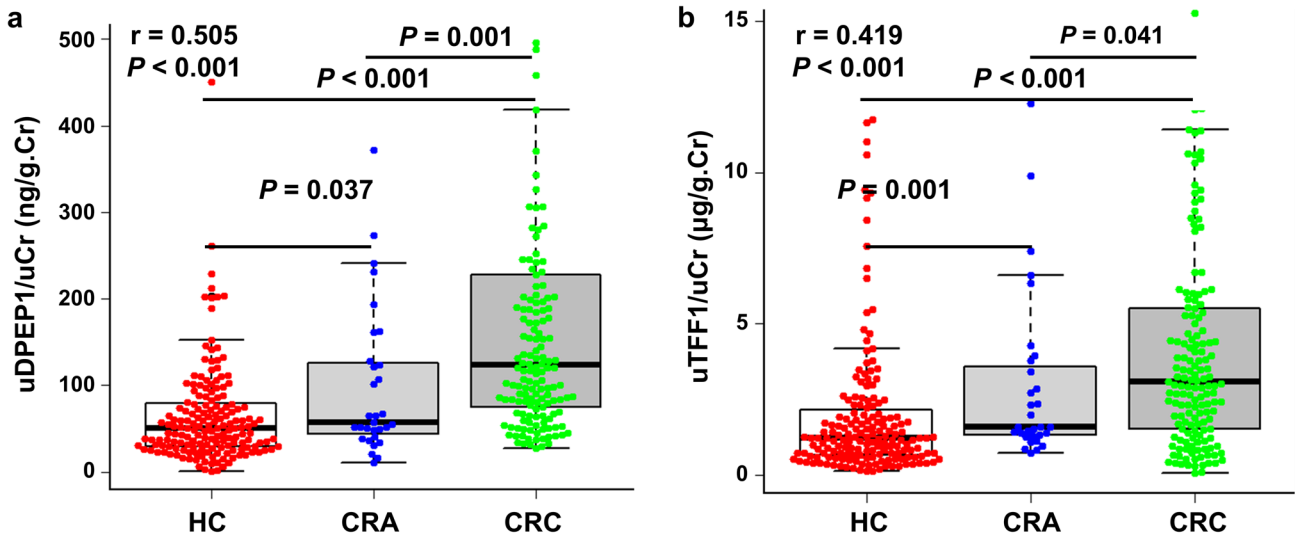 a
r = 0.505
P < 0.001
P = 0.001
P < 0.001
P = 0.037
uDPEP1/uCr (ng/g.Cr)
500
400
300
200
100
0
HC
CRA
CRC
b
r = 0.419
P < 0.001
P = 0.041
P < 0.001
P = 0.001
uTFF1/uCr (μg/g.Cr)
15
10
5
0
HC
CRA
CRC